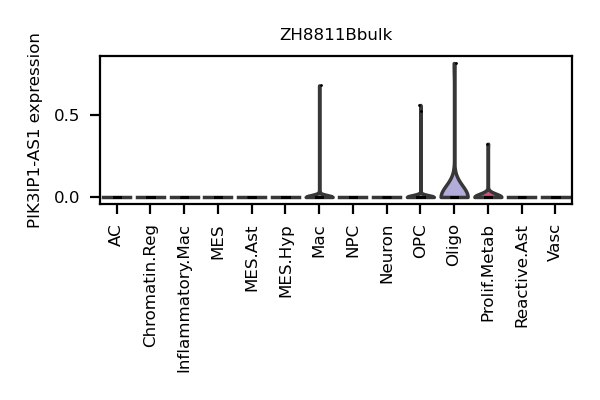 ZH8811Bbulk
PIK3IP1-AS1 expression
0.5
0.0
AC
Chromatin.Reg
Inflammatory.Mac
MES
MES.Ast
MES.Hyp
Mac
NPC
Neuron
OPC
Oligo
Prolif.Metab
Reactive.Ast
Vasc